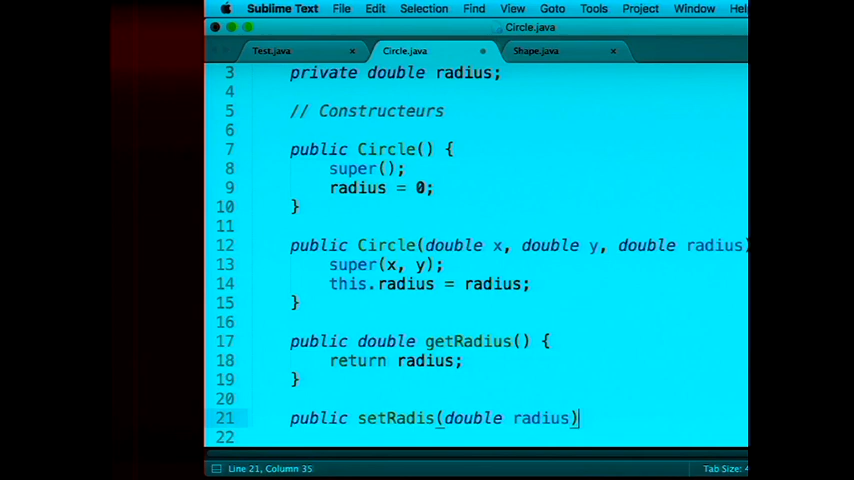 Sublime Text File Edit Selection Find View Goto Tools Project Window
Circle.java
Test.java × Circle.java Shape.java ×
3 private double radius;
4
5 // Constructeurs
6
7 public Circle() {
8 super();
9 radius = 0;
10 }
11
12 public Circle(double x, double y, double radius)
13 super(x, y);
14 this.radius = radius;
15 }
16
17 public double getRadius() {
18 return radius;
19 }
20
21 public setRadis(double radius)
22
Line 21, Column 35 Tab Size: